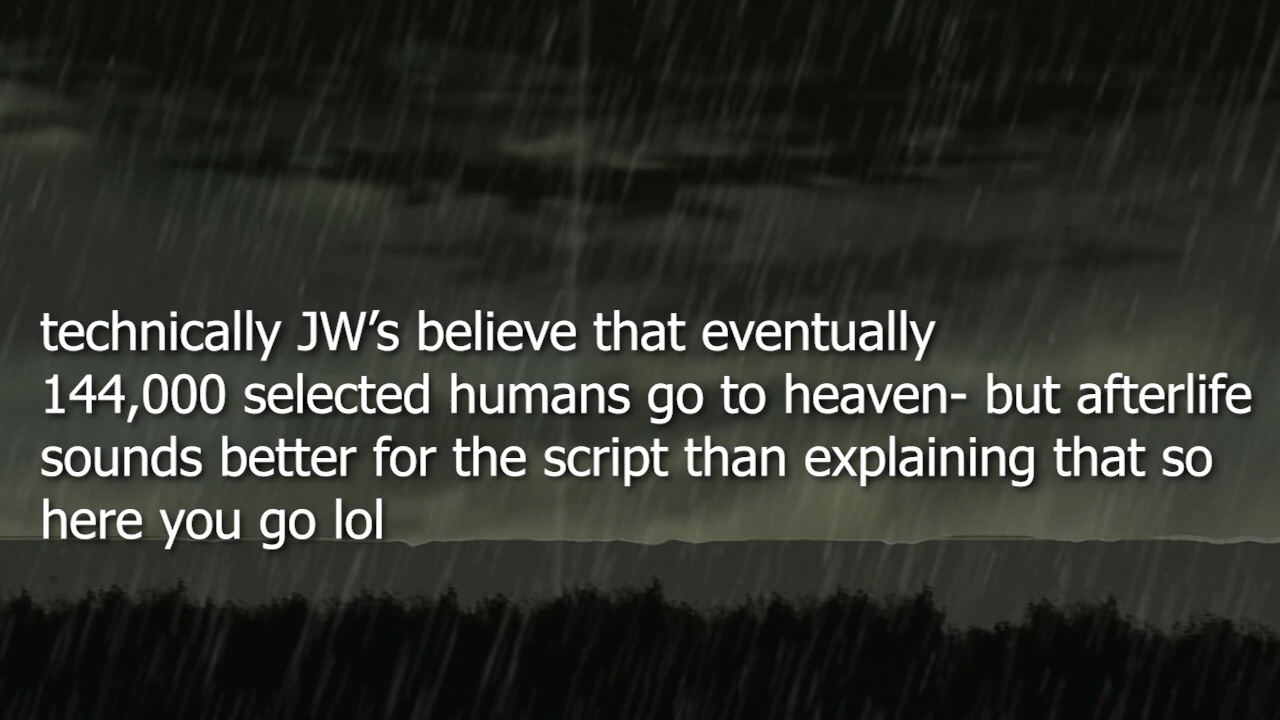 technically JW’s believe that eventually
144,000 selected humans go to heaven- but afterlife
sounds better for the script than explaining that so
here you go lol